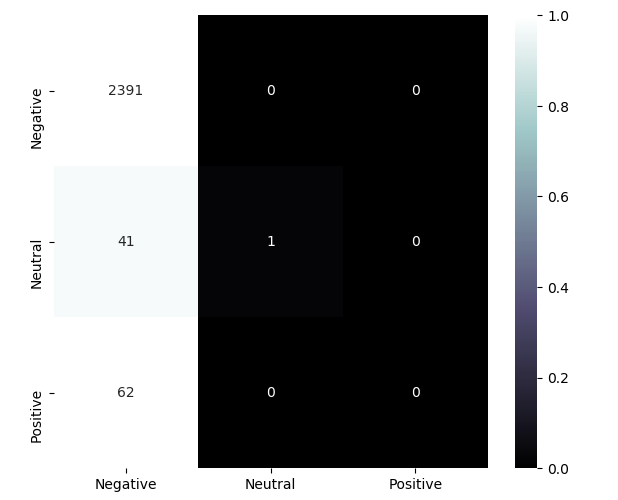 1.0
Negative 2391 0 0
0.8
0.6
Neutral 41 1 0
0.4
0.2
Positive 62 0 0
0.0
Negative Neutral Positive